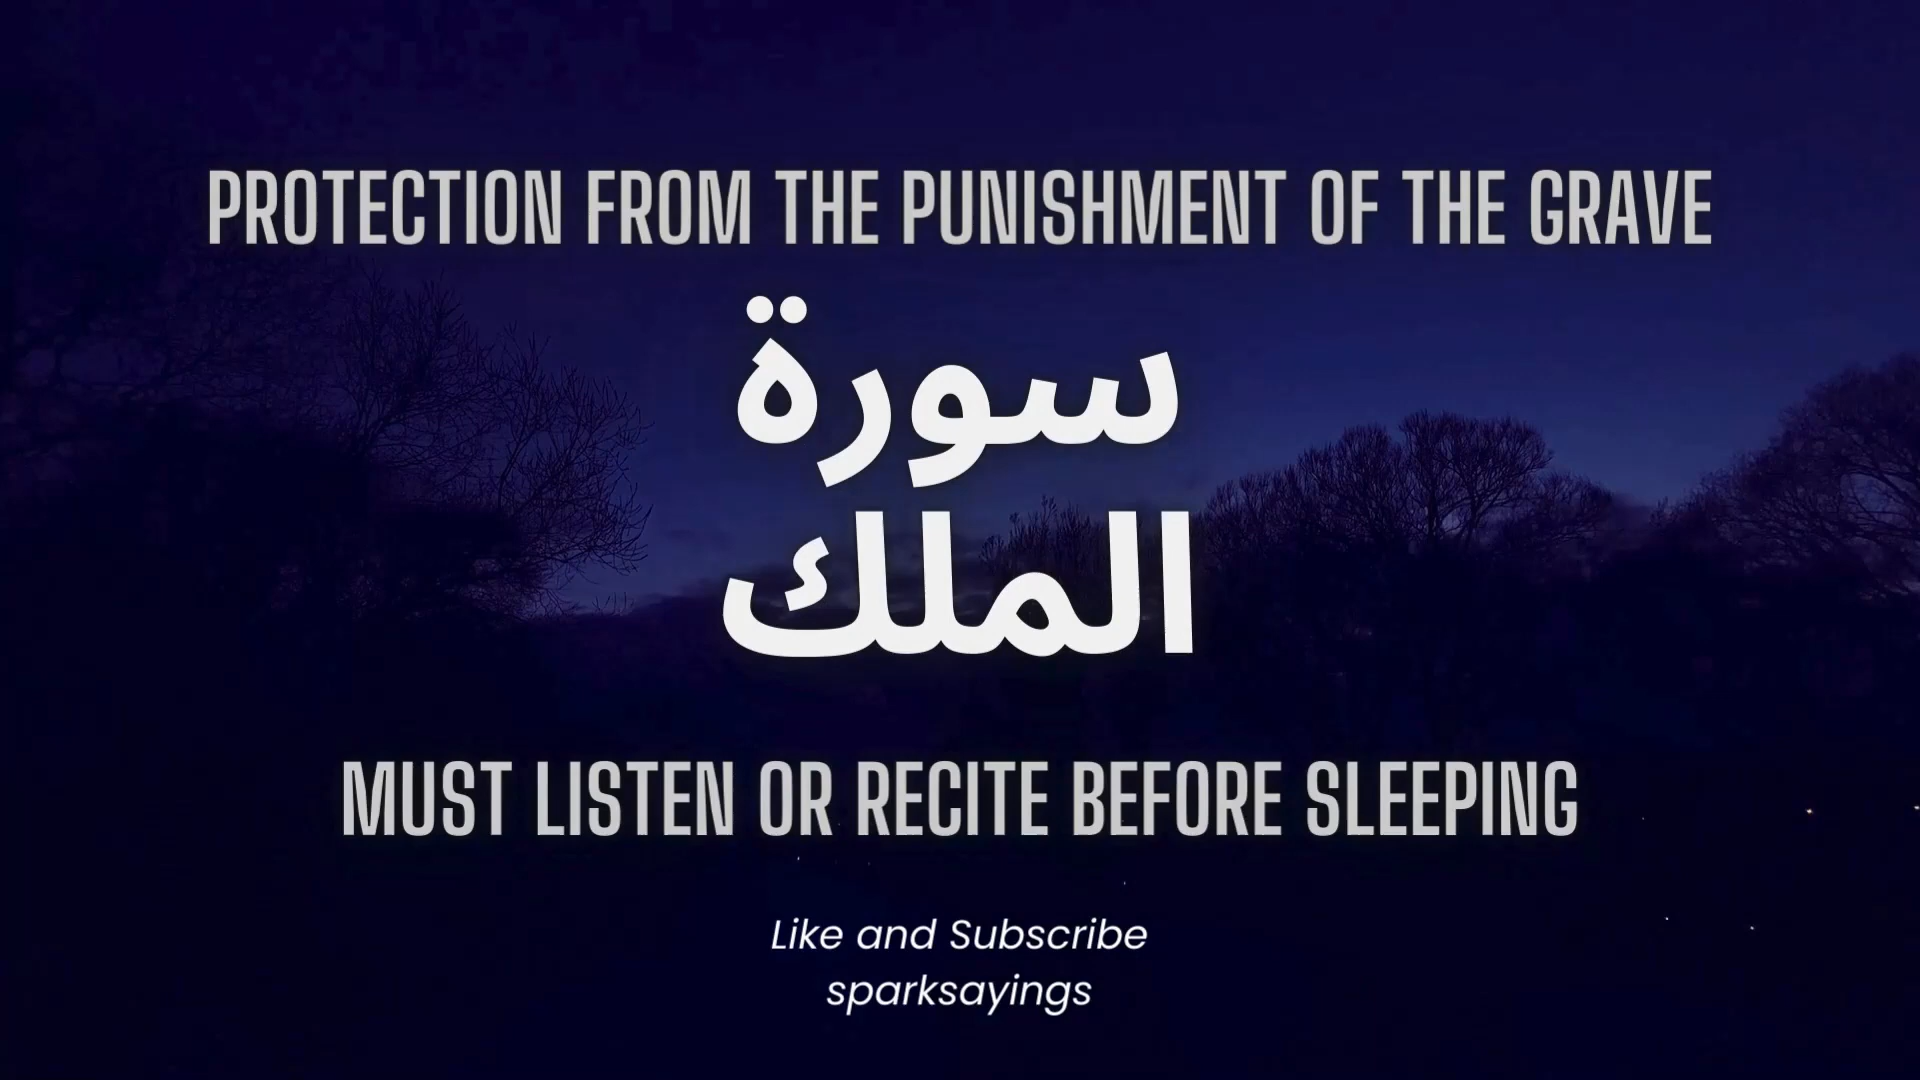 PROTECTION FROM THE PUNISHMENT OF THE GRAVE
سورة
الملك
MUST LISTEN OR RECITE BEFORE SLEEPING
Like and Subscribe
sparksayings